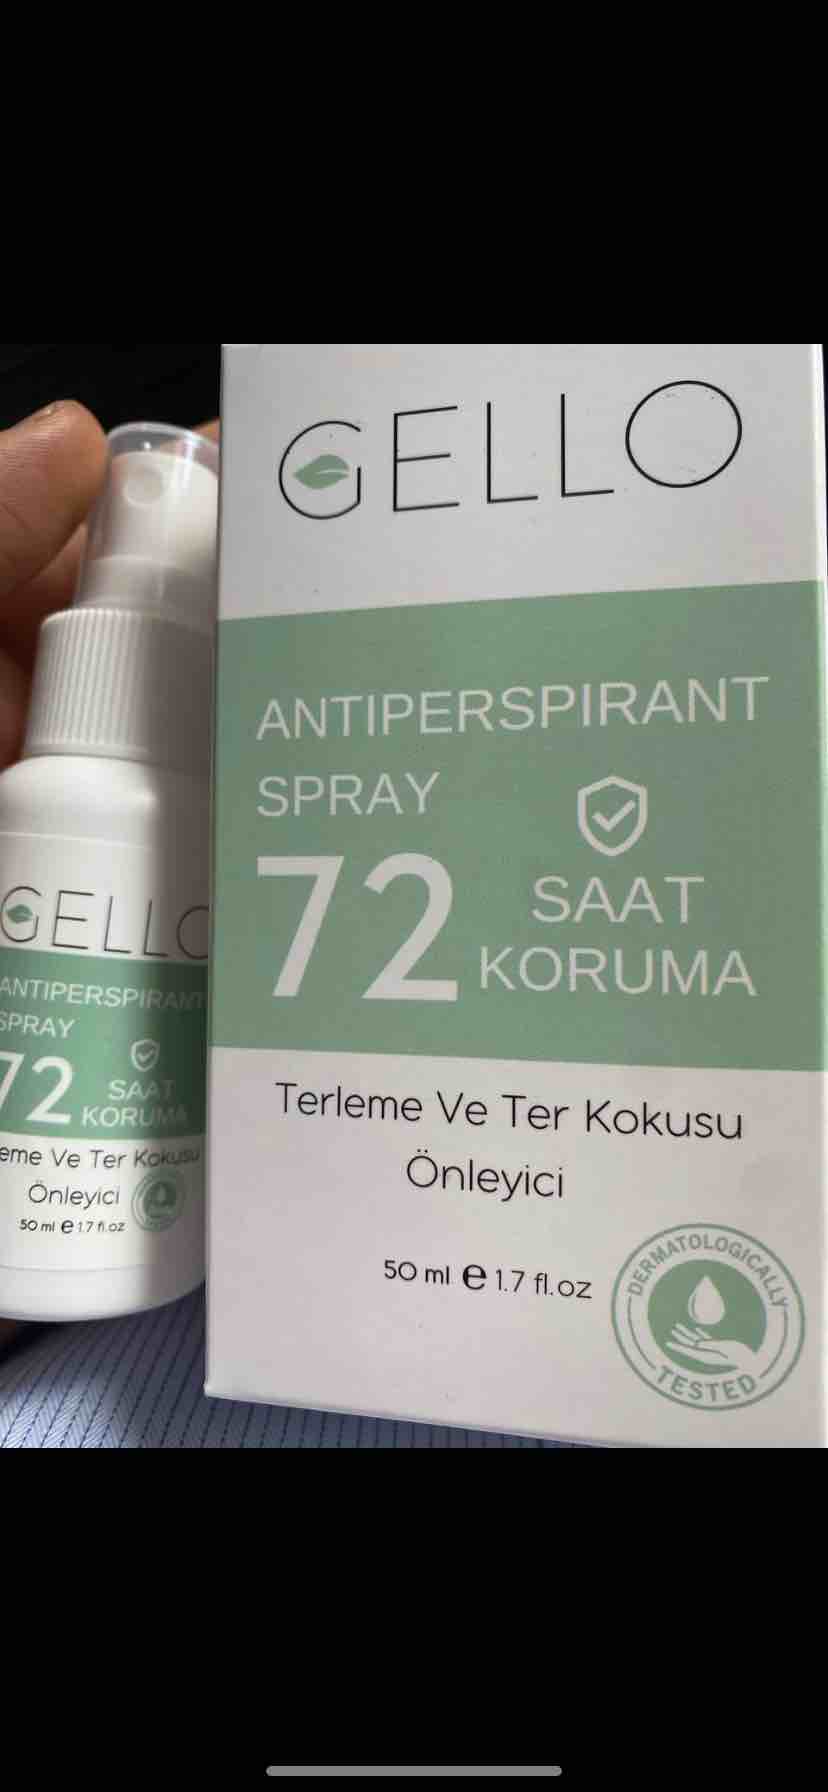 GELLO
ANTIPERSPIRANT
SPRAY
72 SAAT
KORUMA
Terleme Ve Ter Kokusu
Önleyici
50 ml e 1.7 fl.oz
DERMATOLOGICALLY
TESTED
GELLO
ANTIPERSPIRANT
SPRAY
72 SAAT
KORUMA
Ve Ter Kokusu
Önleyici
50 ml e 1.7 fl.oz